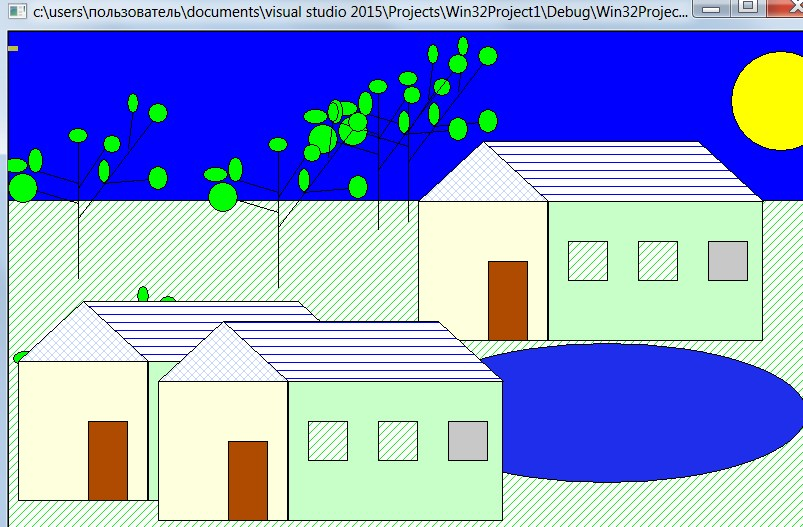 c:\users\пользователь\documents\visual studio 2015\Projects\Win32Project1\Debug\Win32Projec...